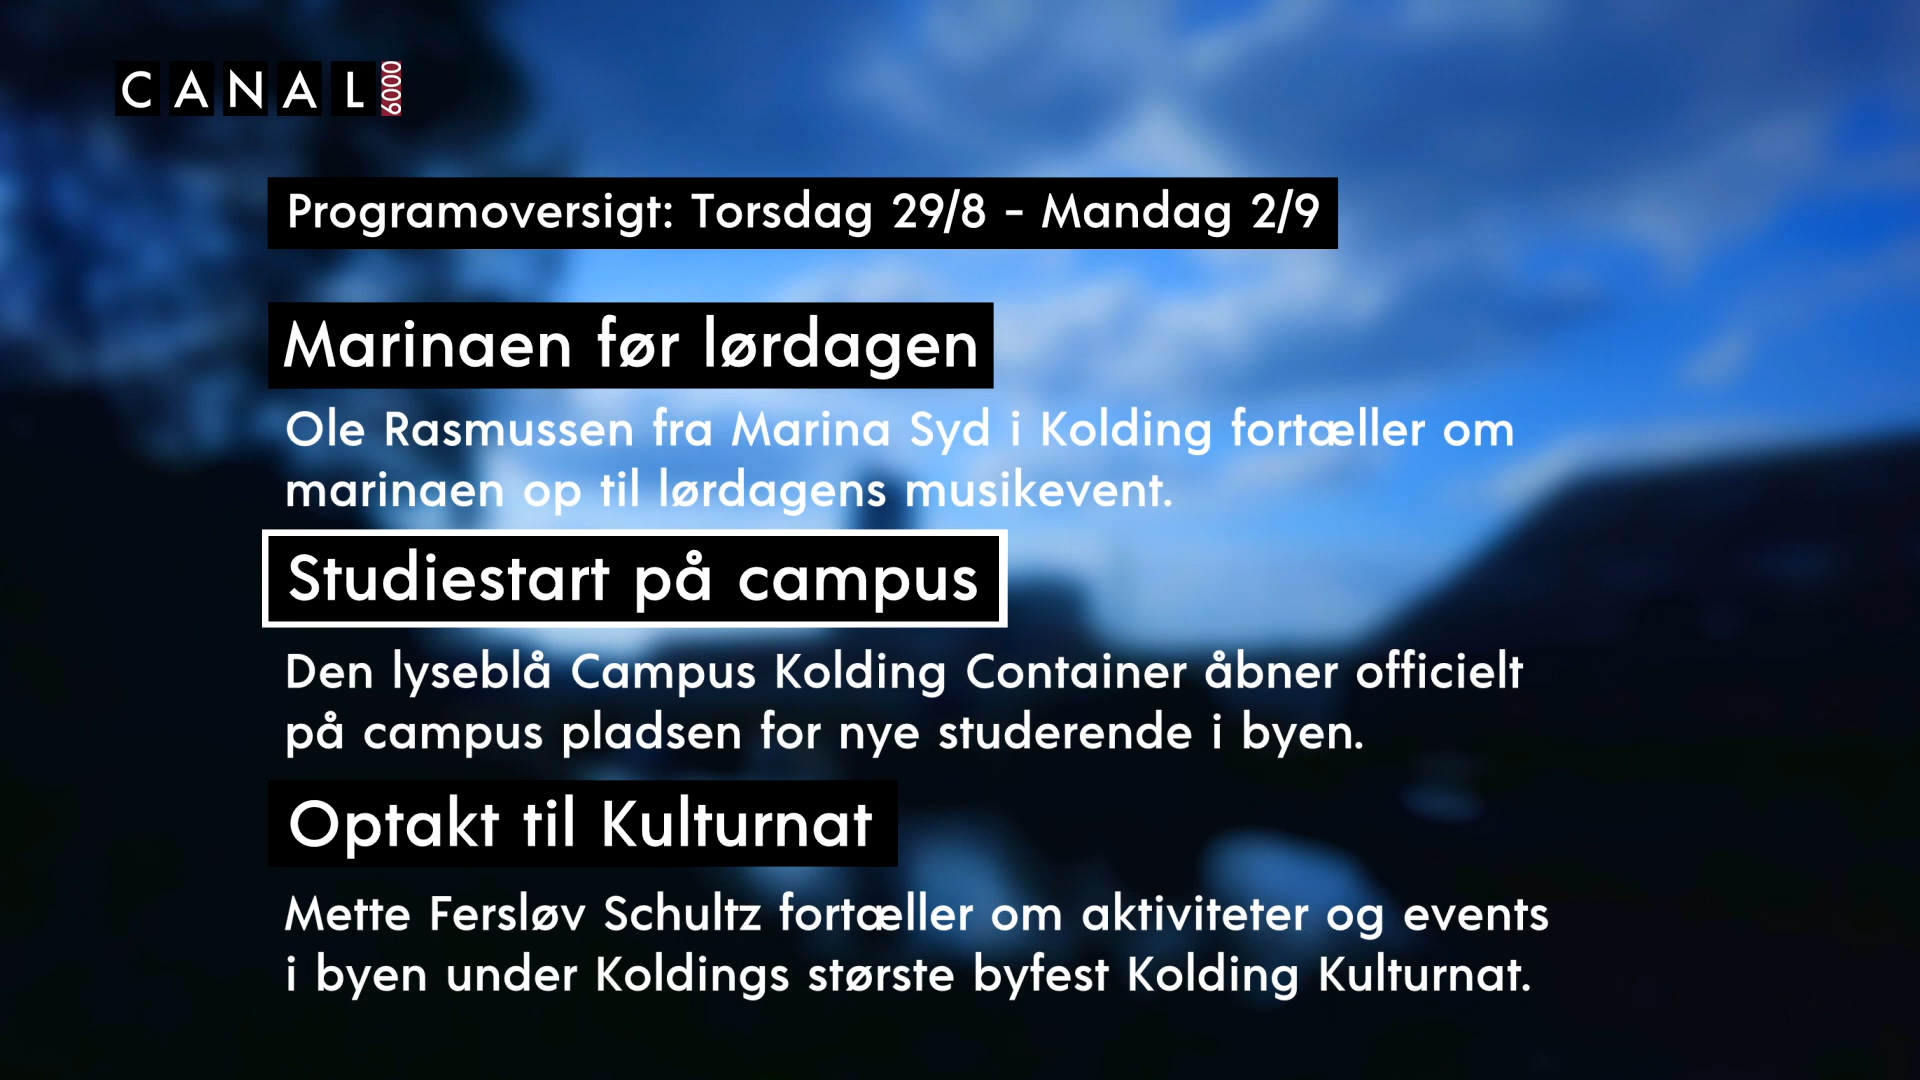 CANAL 6000
Programoversigt: Torsdag 29/8 - Mandag 2/9
Marinaen før lørdagen
Ole Rasmussen fra Marina Syd i Kolding fortæller om
marinaen op til lørdagens musikevent.
Studiestart på campus
Den lyseblå Campus Kolding Container åbner officielt
på campus pladsen for nye studerende i byen.
Optakt til Kulturnat
Mette Fersløv Schultz fortæller om aktiviteter og events
i byen under Koldings største byfest Kolding Kulturnat.